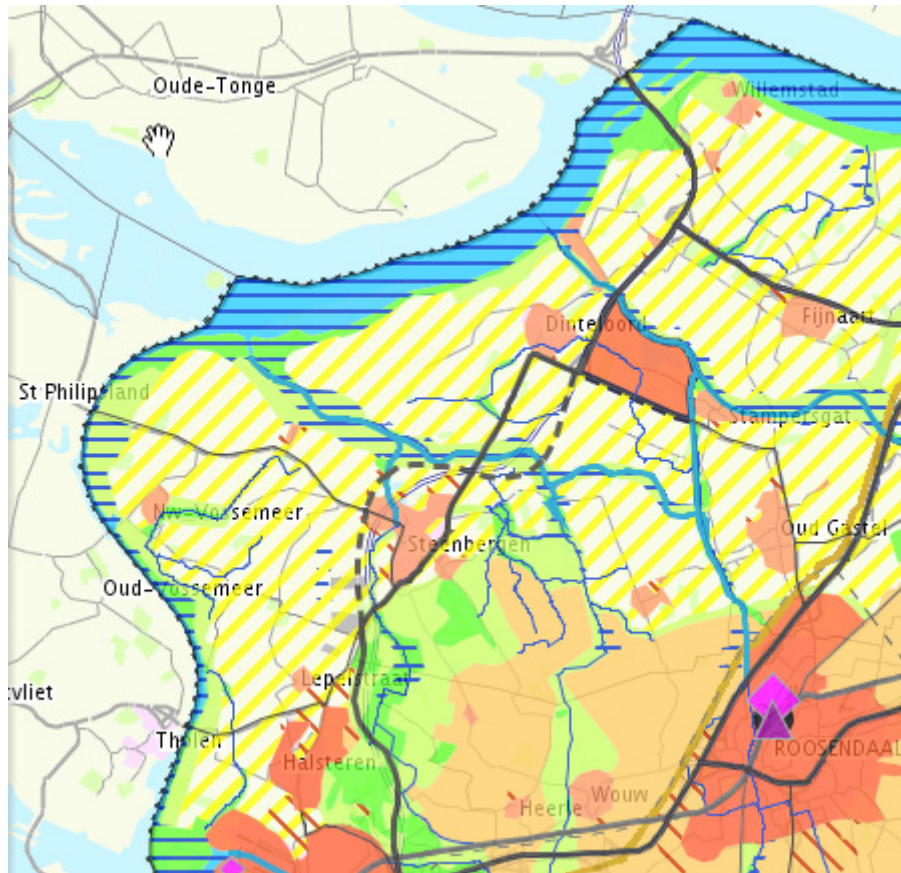 Oude-Tonge
Willemstad
Dinteloord
Fijnaart
St Philipsland
Stampersgat
Nw-Vossemeer
Oud Gastel
Steenbergen
Oud-Vossemeer
Lepelstraat
tvliet
Tholen
Halsteren
ROOSENDAAL
Wouw
Heerle